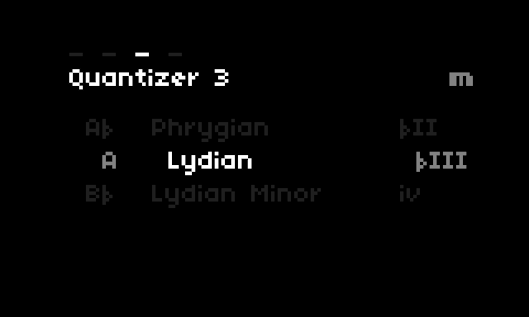 Quantizer 3 m
A♭ Phrygian ♭II
A Lydian ♭III
B♭ Lydian Minor iv